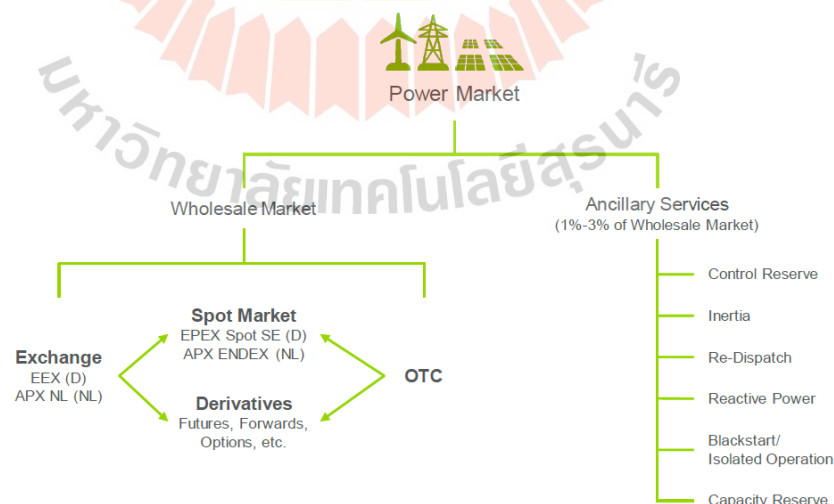 Power Market
มหาวิทยาลัยเทคโนโลยีสุรนารี
Wholesale Market
Ancillary Services
(1%-3% of Wholesale Market)
Exchange
EEX (D)
APX NL (NL)
Spot Market
EPEX Spot SE (D)
APX ENDEX (NL)
Derivatives
Futures, Forwards,
Options, etc.
OTC
Control Reserve
Inertia
Re-Dispatch
Reactive Power
Blackstart/
Isolated Operation
Capacity Reserve